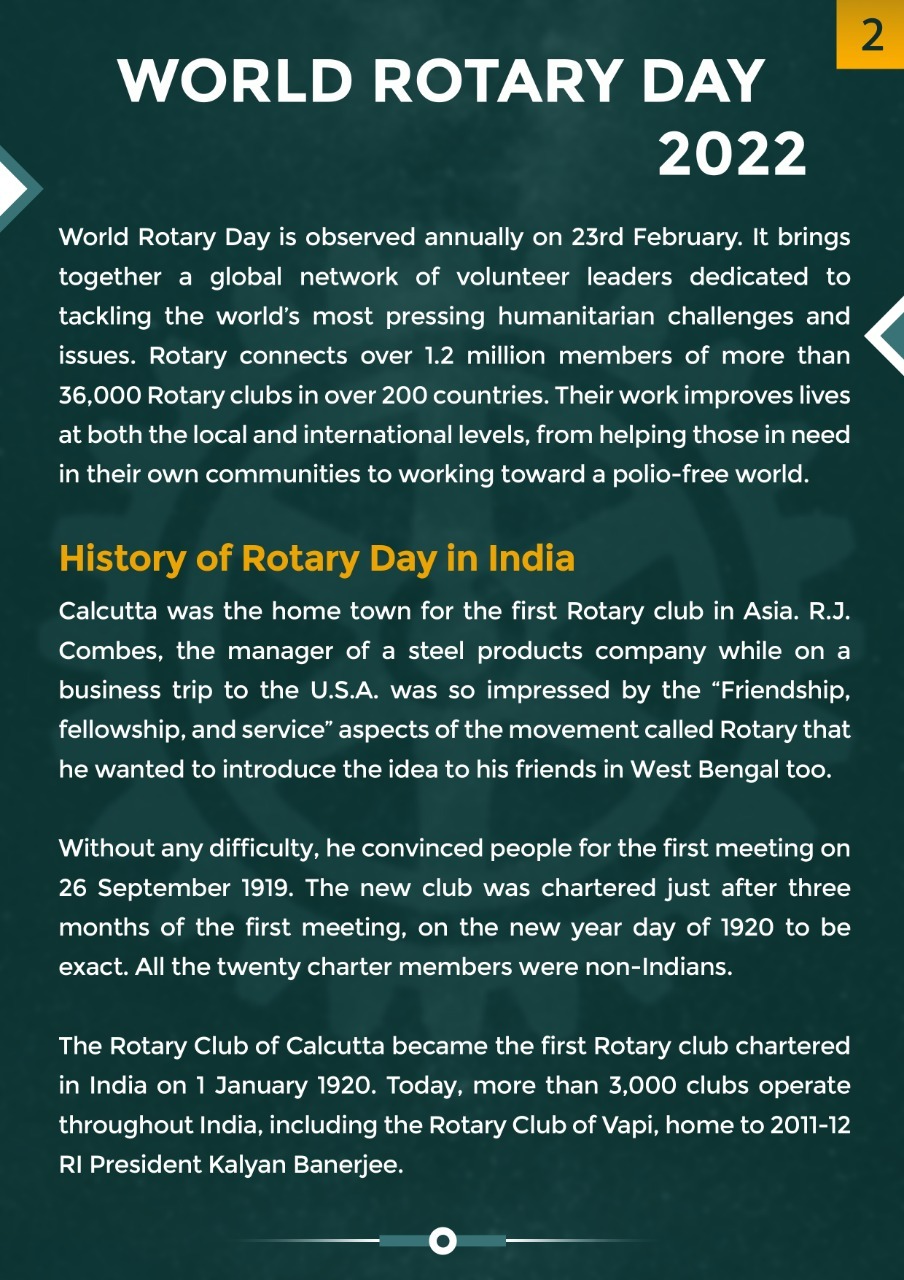 2
WORLD ROTARY DAY
2022
World Rotary Day is observed annually on 23rd February. It brings
together a global network of volunteer leaders dedicated to
tackling the world’s most pressing humanitarian challenges and
issues. Rotary connects over 1.2 million members of more than
36,000 Rotary clubs in over 200 countries. Their work improves lives
at both the local and international levels, from helping those in need
in their own communities to working toward a polio-free world.
History of Rotary Day in India
Calcutta was the home town for the first Rotary club in Asia. R.J.
Combes, the manager of a steel products company while on a
business trip to the U.S.A. was so impressed by the “Friendship,
fellowship, and service” aspects of the movement called Rotary that
he wanted to introduce the idea to his friends in West Bengal too.
Without any difficulty, he convinced people for the first meeting on
26 September 1919. The new club was chartered just after three
months of the first meeting, on the new year day of 1920 to be
exact. All the twenty charter members were non-Indians.
The Rotary Club of Calcutta became the first Rotary club chartered
in India on 1 January 1920. Today, more than 3,000 clubs operate
throughout India, including the Rotary Club of Vapi, home to 2011-12
RI President Kalyan Banerjee.